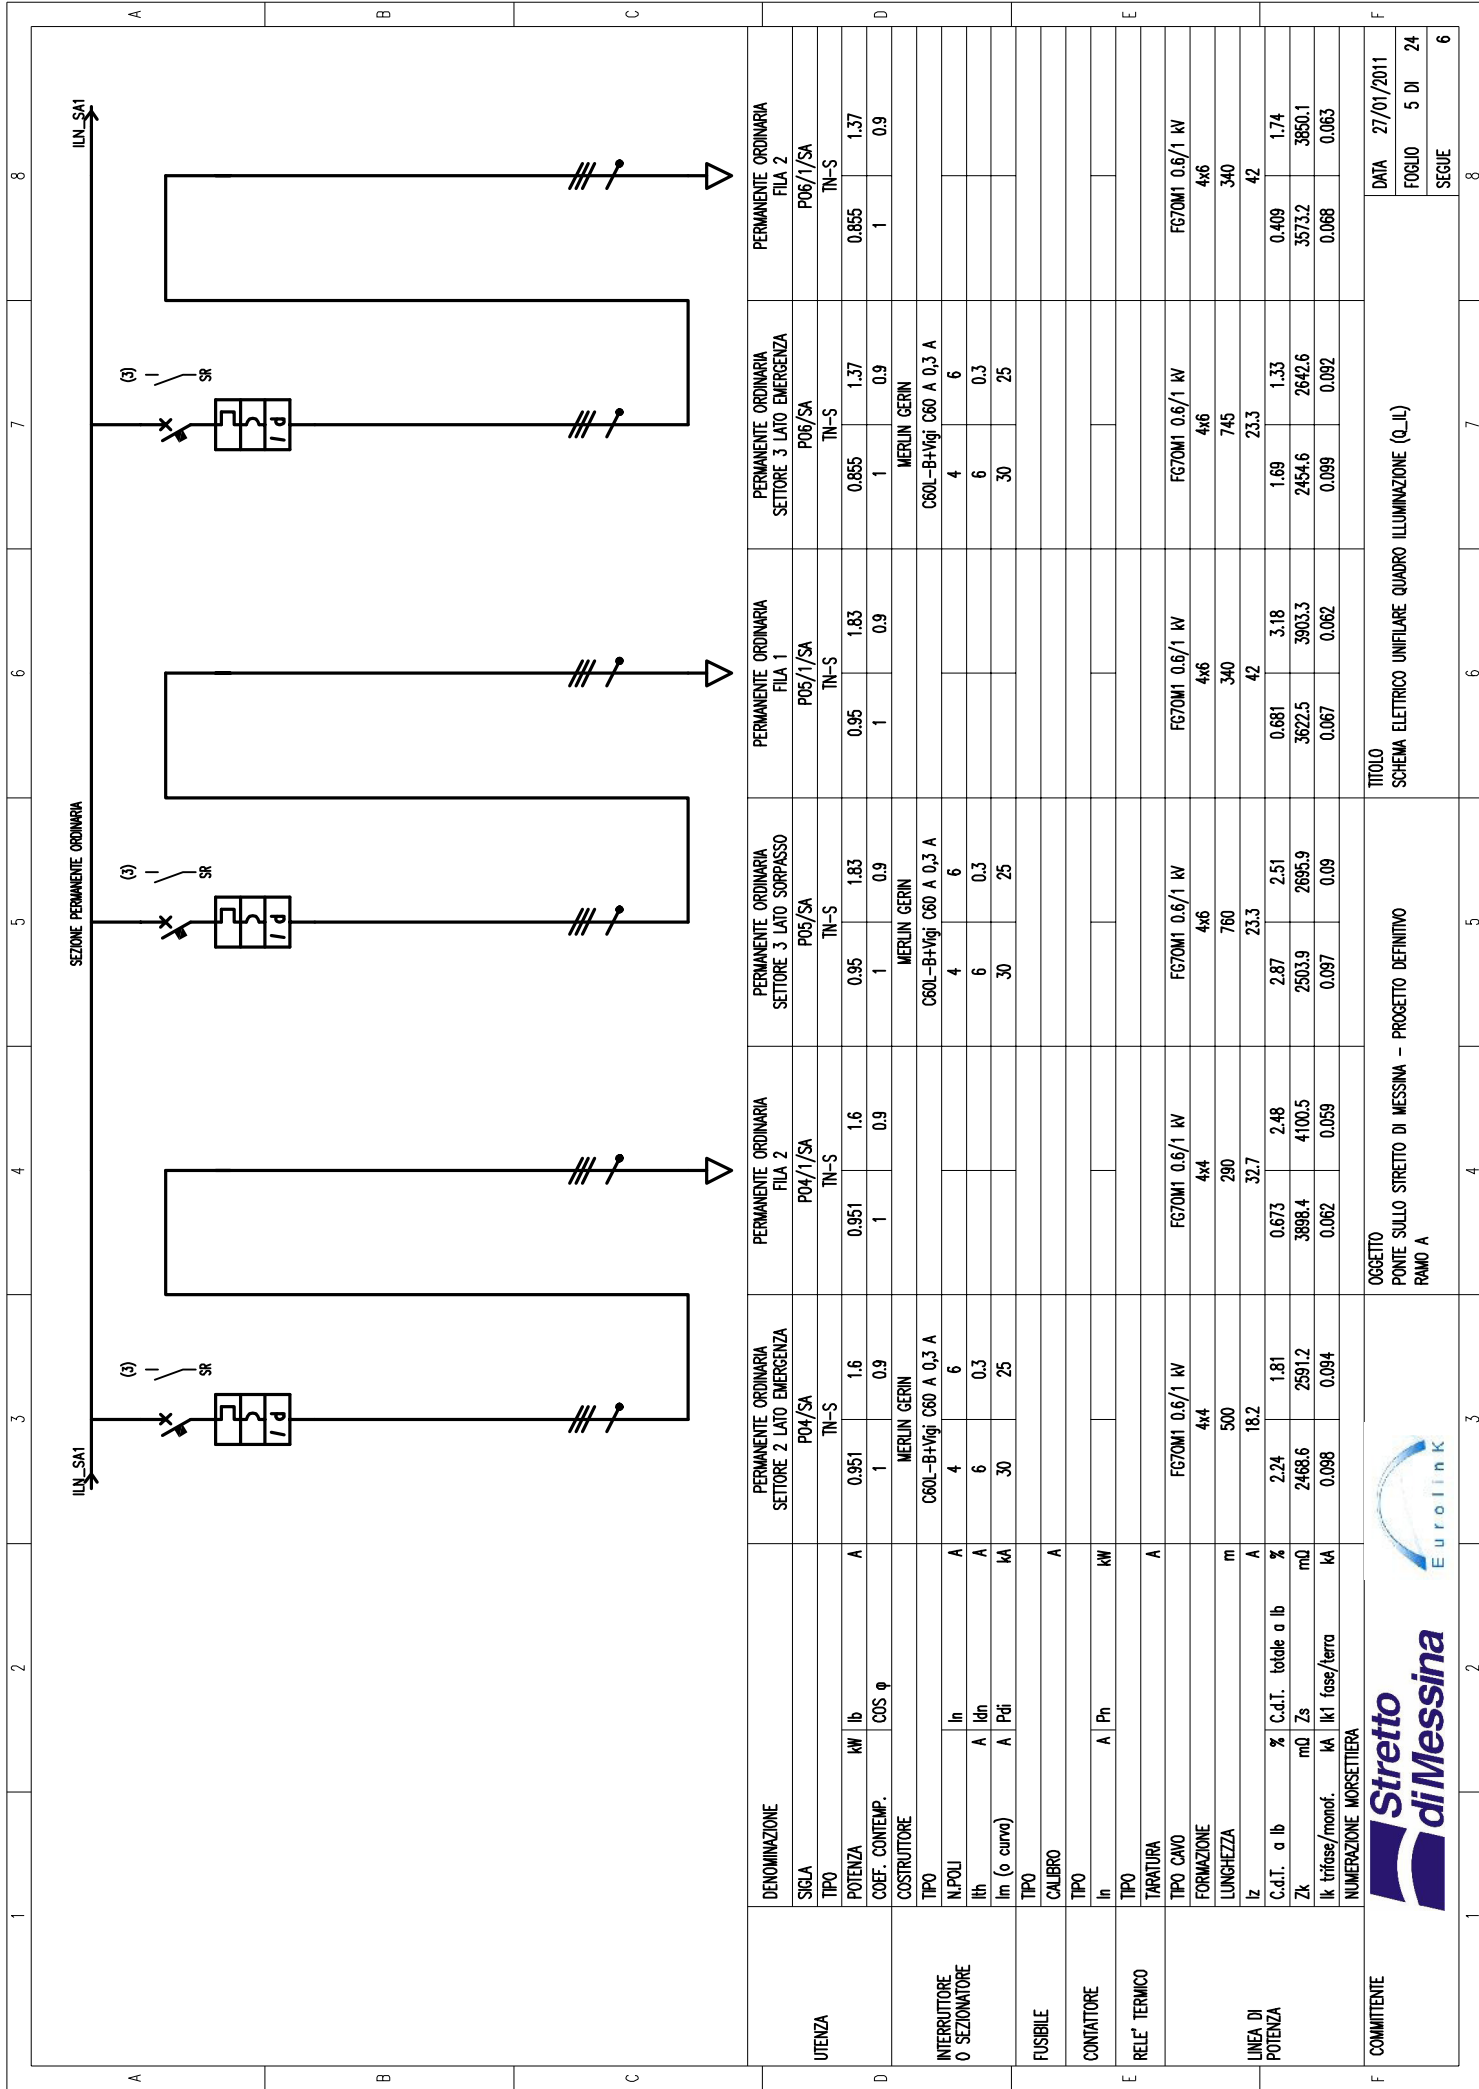 1 2 3 4 5 6 7 8
A A
B B
C C
D D
E E
F F
SEZIONE PERMANENTE ORDINARIA
ILN_SA1 ILN_SA1
(3) (3) (3)
SR SR SR
I d I d I d
UTENZA
DENOMINAZIONE PERMANENTE ORDINARIA SETTORE 2 LATO EMERGENZA PERMANENTE ORDINARIA FILA 2 PERMANENTE ORDINARIA SETTORE 3 LATO SORPASSO PERMANENTE ORDINARIA FILA 1 PERMANENTE ORDINARIA SETTORE 3 LATO EMERGENZA PERMANENTE ORDINARIA FILA 2
SIGLA P04/SA P04/1/SA P05/SA P05/1/SA P06/SA P06/1/SA
TIPO TN-S TN-S TN-S TN-S TN-S TN-S
POTENZA kW Ib A 0.951 1.6 0.951 1.6 0.95 1.83 0.95 1.83 0.855 1.37 0.855 1.37
COEF. CONTEMP. COS φ 1 0.9 1 0.9 1 0.9 1 0.9 1 0.9 1 0.9
INTERRUTTORE O SEZIONATORE
COSTRUTTORE MERLIN GERIN MERLIN GERIN MERLIN GERIN
TIPO C60L-B+Vigi C60 A 0,3 A C60L-B+Vigi C60 A 0,3 A C60L-B+Vigi C60 A 0,3 A
N.POLI In A 4 6 4 6 4 6
Ith A Idn A 6 0.3 6 0.3 6 0.3
Im (o curva) A Pdi kA 30 25 30 25 30 25
FUSIBILE
TIPO
CALIBRO A
CONTATTORE
TIPO
In A Pn kW
RELE' TERMICO
TIPO
TARATURA A
LINEA DI POTENZA
TIPO CAVO FG7OM1 0.6/1 kV FG7OM1 0.6/1 kV FG7OM1 0.6/1 kV FG7OM1 0.6/1 kV FG7OM1 0.6/1 kV FG7OM1 0.6/1 kV
FORMAZIONE 4x4 4x4 4x6 4x6 4x6 4x6
LUNGHEZZA m 500 290 760 340 745 340
Iz A 18.2 32.7 23.3 42 23.3 42
C.d.T. a Ib % C.d.T. totale a Ib % 2.24 1.81 0.673 2.48 2.87 2.51 0.681 3.18 1.69 1.33 0.409 1.74
Zk mΩ Zs mΩ 2468.6 2591.2 3898.4 4100.5 2503.9 2695.9 3622.5 3903.3 2454.6 2642.6 3573.2 3850.1
Ik trifase/monof. kA Ik1 fase/terra kA 0.098 0.094 0.062 0.059 0.097 0.09 0.067 0.062 0.099 0.092 0.068 0.063
NUMERAZIONE MORSETTIERA
COMMITTENTE
Stretto
di Messina
Eurolink
OGGETTO
PONTE SULLO STRETTO DI MESSINA - PROGETTO DEFINITIVO
RAMO A
TITOLO
SCHEMA ELETTRICO UNIFILARE QUADRO ILLUMINAZIONE (Q_IL)
DATA 27/01/2011
FOGLIO 5 DI 24
SEGUE 6
1 2 3 4 5 6 7 8